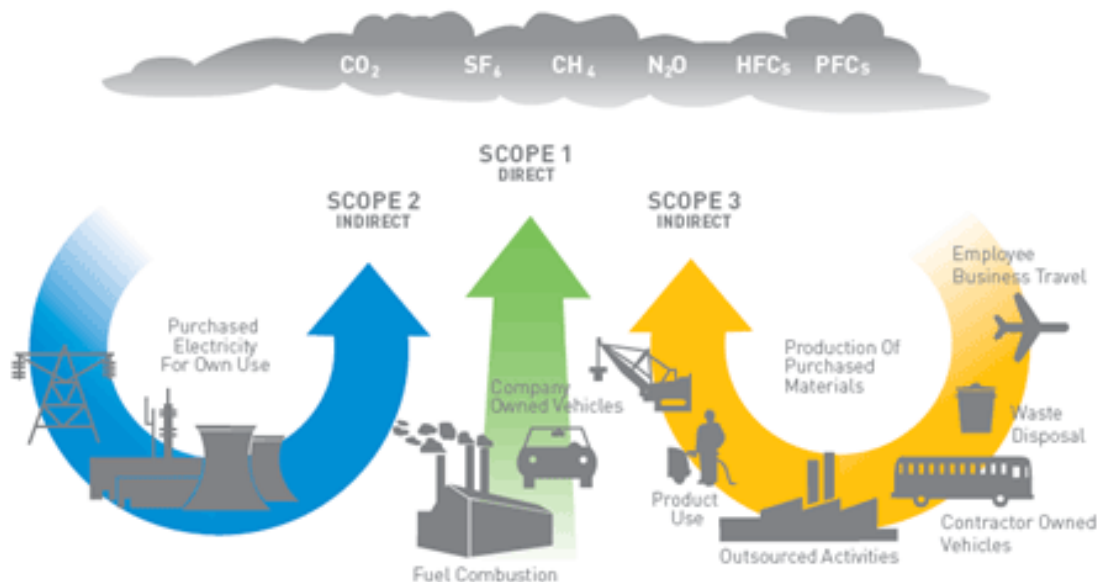 CO₂ SF₆ CH₄ N₂O HFCs PFCs
SCOPE 1
DIRECT
SCOPE 2
INDIRECT
SCOPE 3
INDIRECT
Purchased
Electricity
For Own Use
Company
Owned Vehicles
Fuel Combustion
Production Of
Purchased
Materials
Product
Use
Outsourced Activities
Employee
Business Travel
Waste
Disposal
Contractor Owned
Vehicles